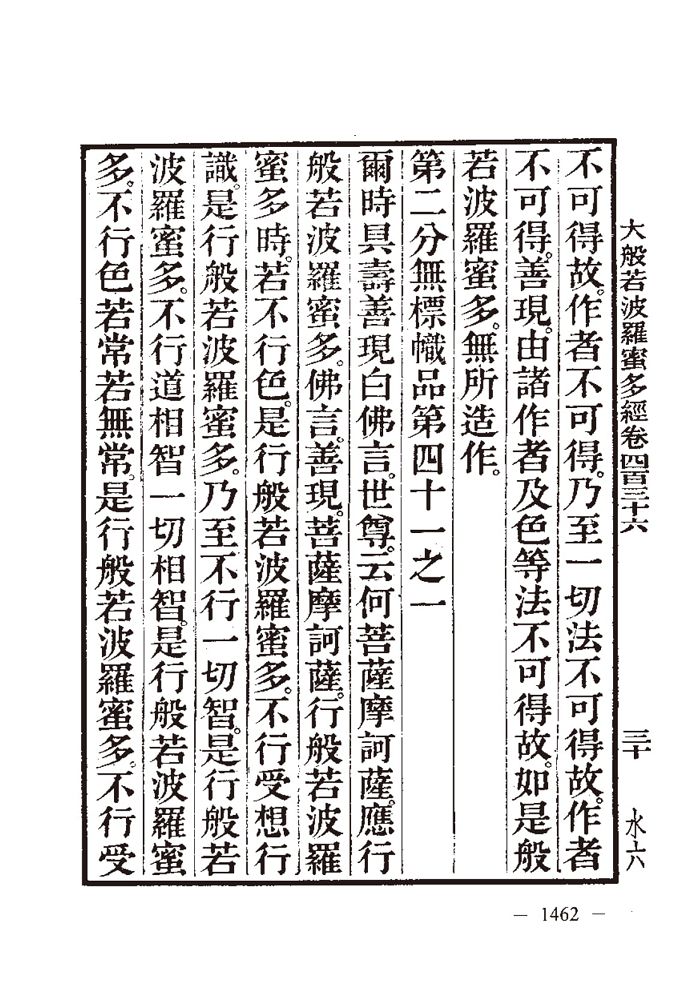 大般若波羅蜜多經卷四百三十六
三十
水六
不可得故。作者不可得。乃至一切法不可得故。作者
不可得。善現。由諸作者及色等法不可得故。如是般
若波羅蜜多。無所造作。
第二分無標幟品第四十一之一
爾時具壽善現白佛言。世尊。云何菩薩摩訶薩。應行
般若波羅蜜多。佛言。善現。菩薩摩訶薩。行般若波羅
蜜多時。若不行色。是行般若波羅蜜多。不行受想行
識。是行般若波羅蜜多。乃至不行一切智。是行般若
波羅蜜多。不行道相智一切相智。是行般若波羅蜜
多。不行色若常若無常。是行般若波羅蜜多。不行受
— 1462 —